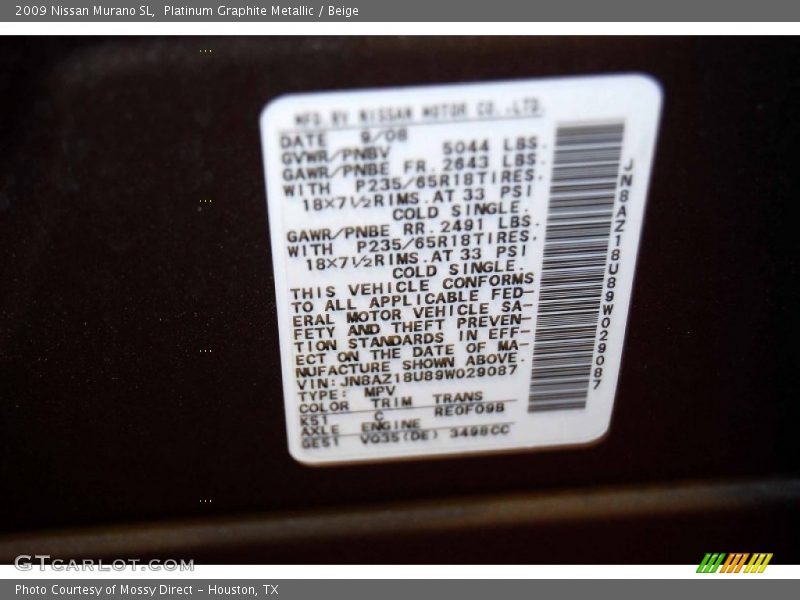 2009 Nissan Murano SL,  Platinum Graphite Metallic / Beige
MFD. BY NISSAN MOTOR CO.,LTD.
DATE 9/08
GVWR/PNBV 5044 LBS.
GAWR/PNBE FR. 2643 LBS.
WITH P235/65R18TIRES.
18×7½RIMS.AT 33 PSI
COLD SINGLE.
GAWR/PNBE RR. 2491 LBS.
WITH P235/65R18TIRES.
18×7½RIMS.AT 33 PSI
COLD SINGLE.
THIS VEHICLE CONFORMS
TO ALL APPLICABLE FED-
ERAL MOTOR VEHICLE SA-
FETY AND THEFT PREVEN-
TION STANDARDS IN EFF-
ECT ON THE DATE OF MA-
NUFACTURE SHOWN ABOVE.
VIN:JN8AZ18U89W029087
TYPE: MPV
COLOR TRIM TRANS
K51 C RE0F09B
AXLE ENGINE
GE51 VQ35(DE) 3498CC
JN8AZ18U89W029087
GTCARLOT.COM
Photo Courtesy of Mossy Direct – Houston, TX